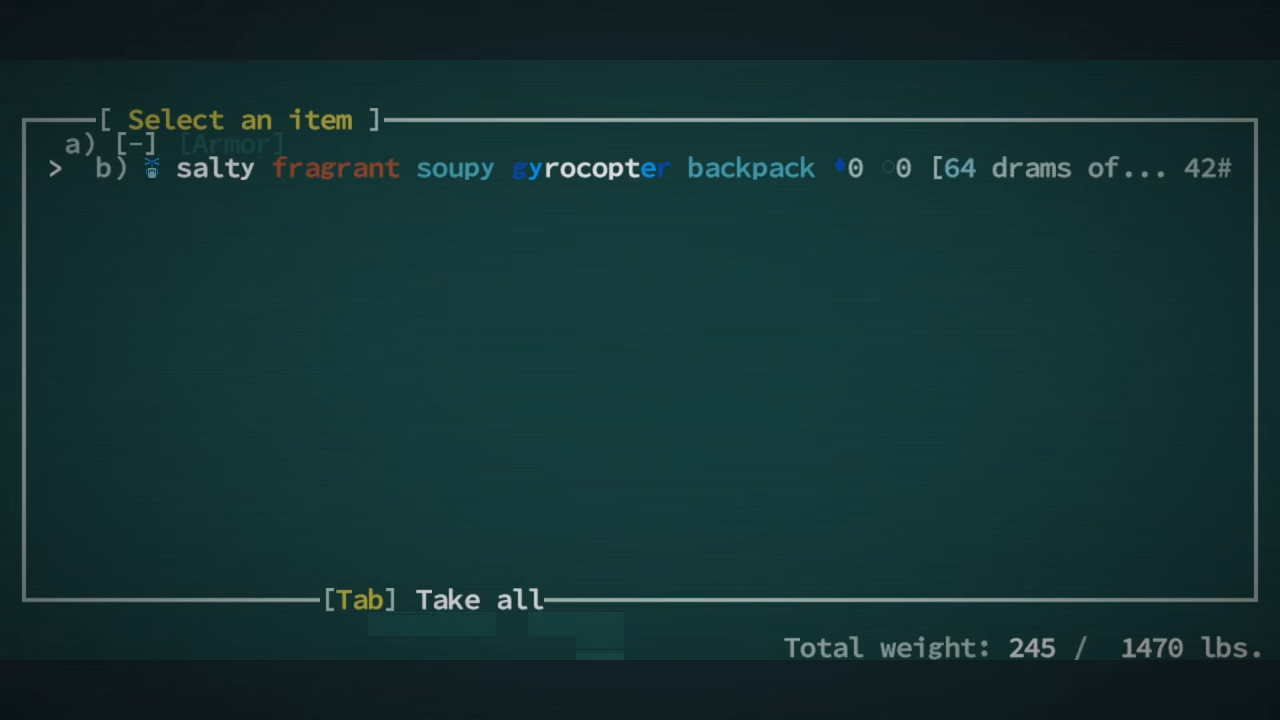 [ Select an item ]
a) [-] [Armor]
> b) salty fragrant soupy gyrocopter backpack ♦0 ○0 [64 drams of... 42#
[Tab] Take all
Total weight: 245 / 1470 lbs.